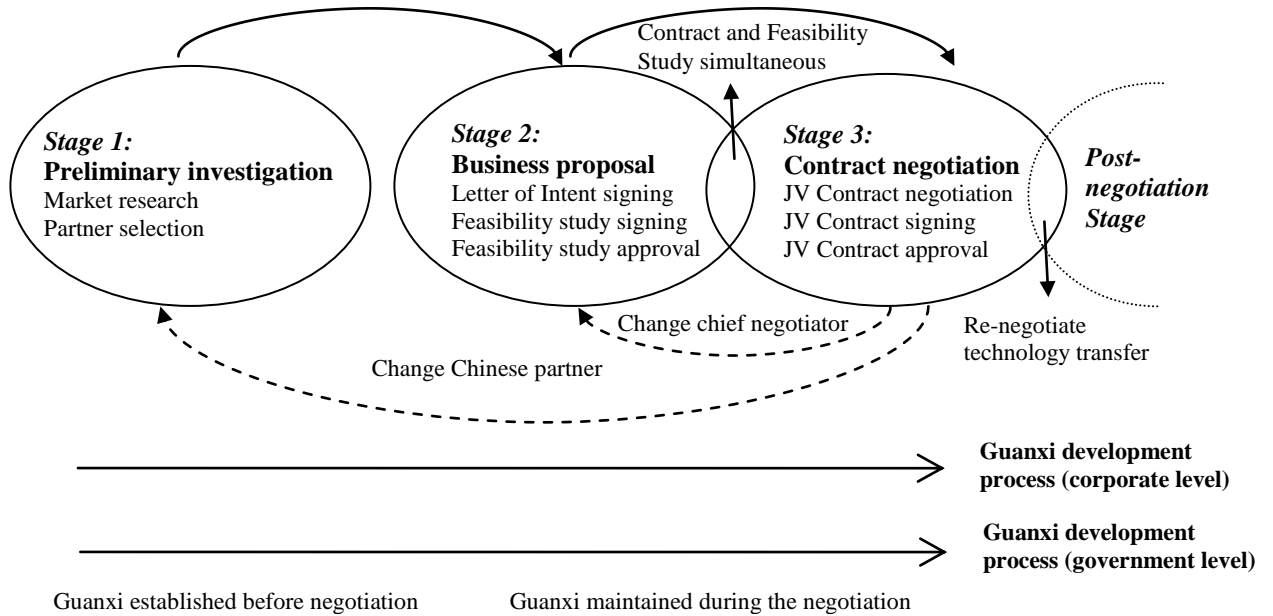 Contract and Feasibility
Study simultaneous
Stage 1:
Preliminary investigation
Market research
Partner selection
Stage 2:
Business proposal
Letter of Intent signing
Feasibility study signing
Feasibility study approval
Stage 3:
Contract negotiation
JV Contract negotiation
JV Contract signing
JV Contract approval
Post-
negotiation
Stage
Change chief negotiator
Re-negotiate
technology transfer
Change Chinese partner
Guanxi development
process (corporate level)
Guanxi development
process (government level)
Guanxi established before negotiation
Guanxi maintained during the negotiation